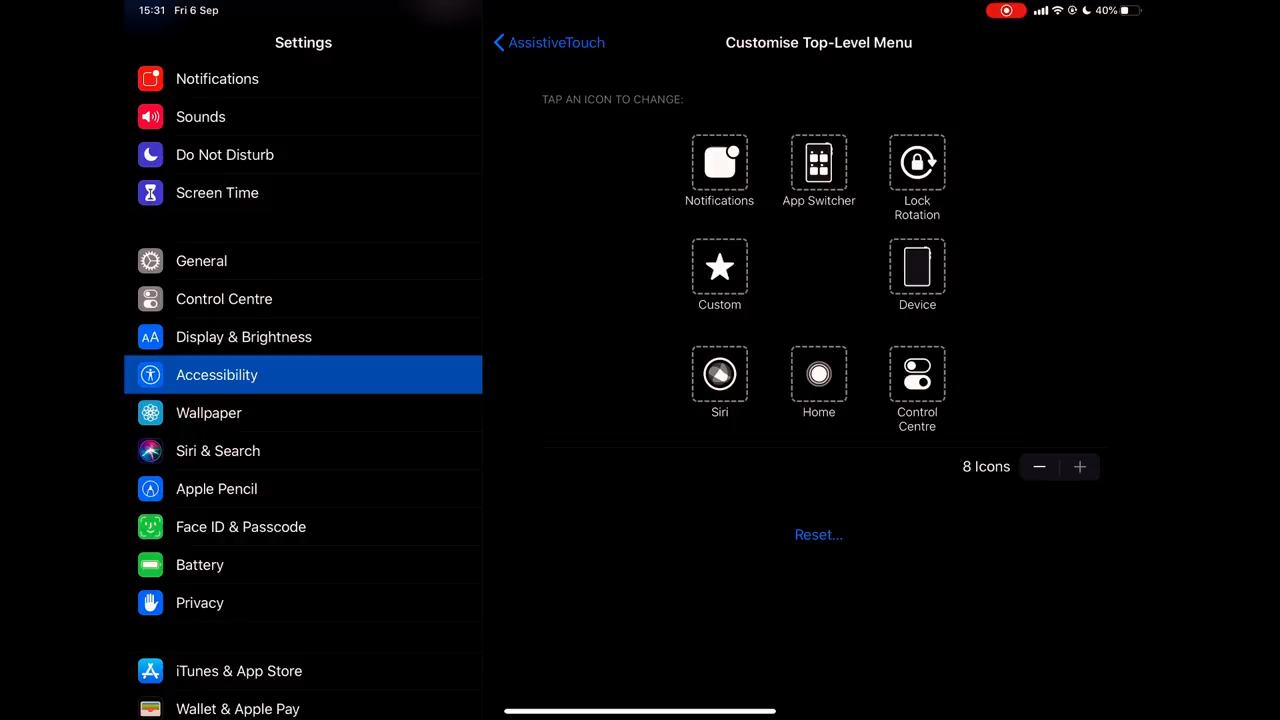 15:31 Fri 6 Sep
40%
Settings
Notifications
Sounds
Do Not Disturb
Screen Time
General
Control Centre
Display & Brightness
AA
Accessibility
Wallpaper
Siri & Search
Apple Pencil
Face ID & Passcode
Battery
Privacy
iTunes & App Store
Wallet & Apple Pay
AssistiveTouch
Customise Top-Level Menu
TAP AN ICON TO CHANGE:
Notifications
App Switcher
Lock
Rotation
Custom
Device
Siri
Home
Control
Centre
8 Icons
Reset...